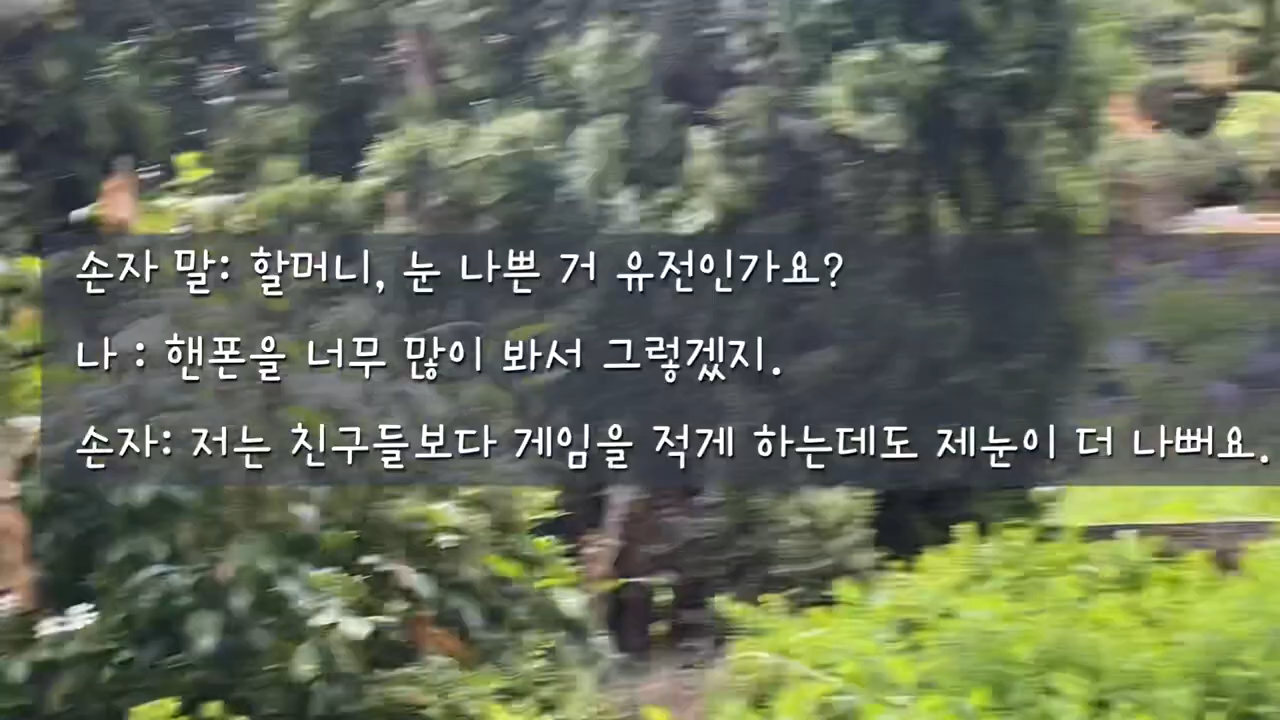 손자 말: 할머니, 눈 나쁜 거 유전인가요?
나 : 핸폰을 너무 많이 봐서 그렇겠지.
손자: 저는 친구들보다 게임을 적게 하는데도 제눈이 더 나뻐요.